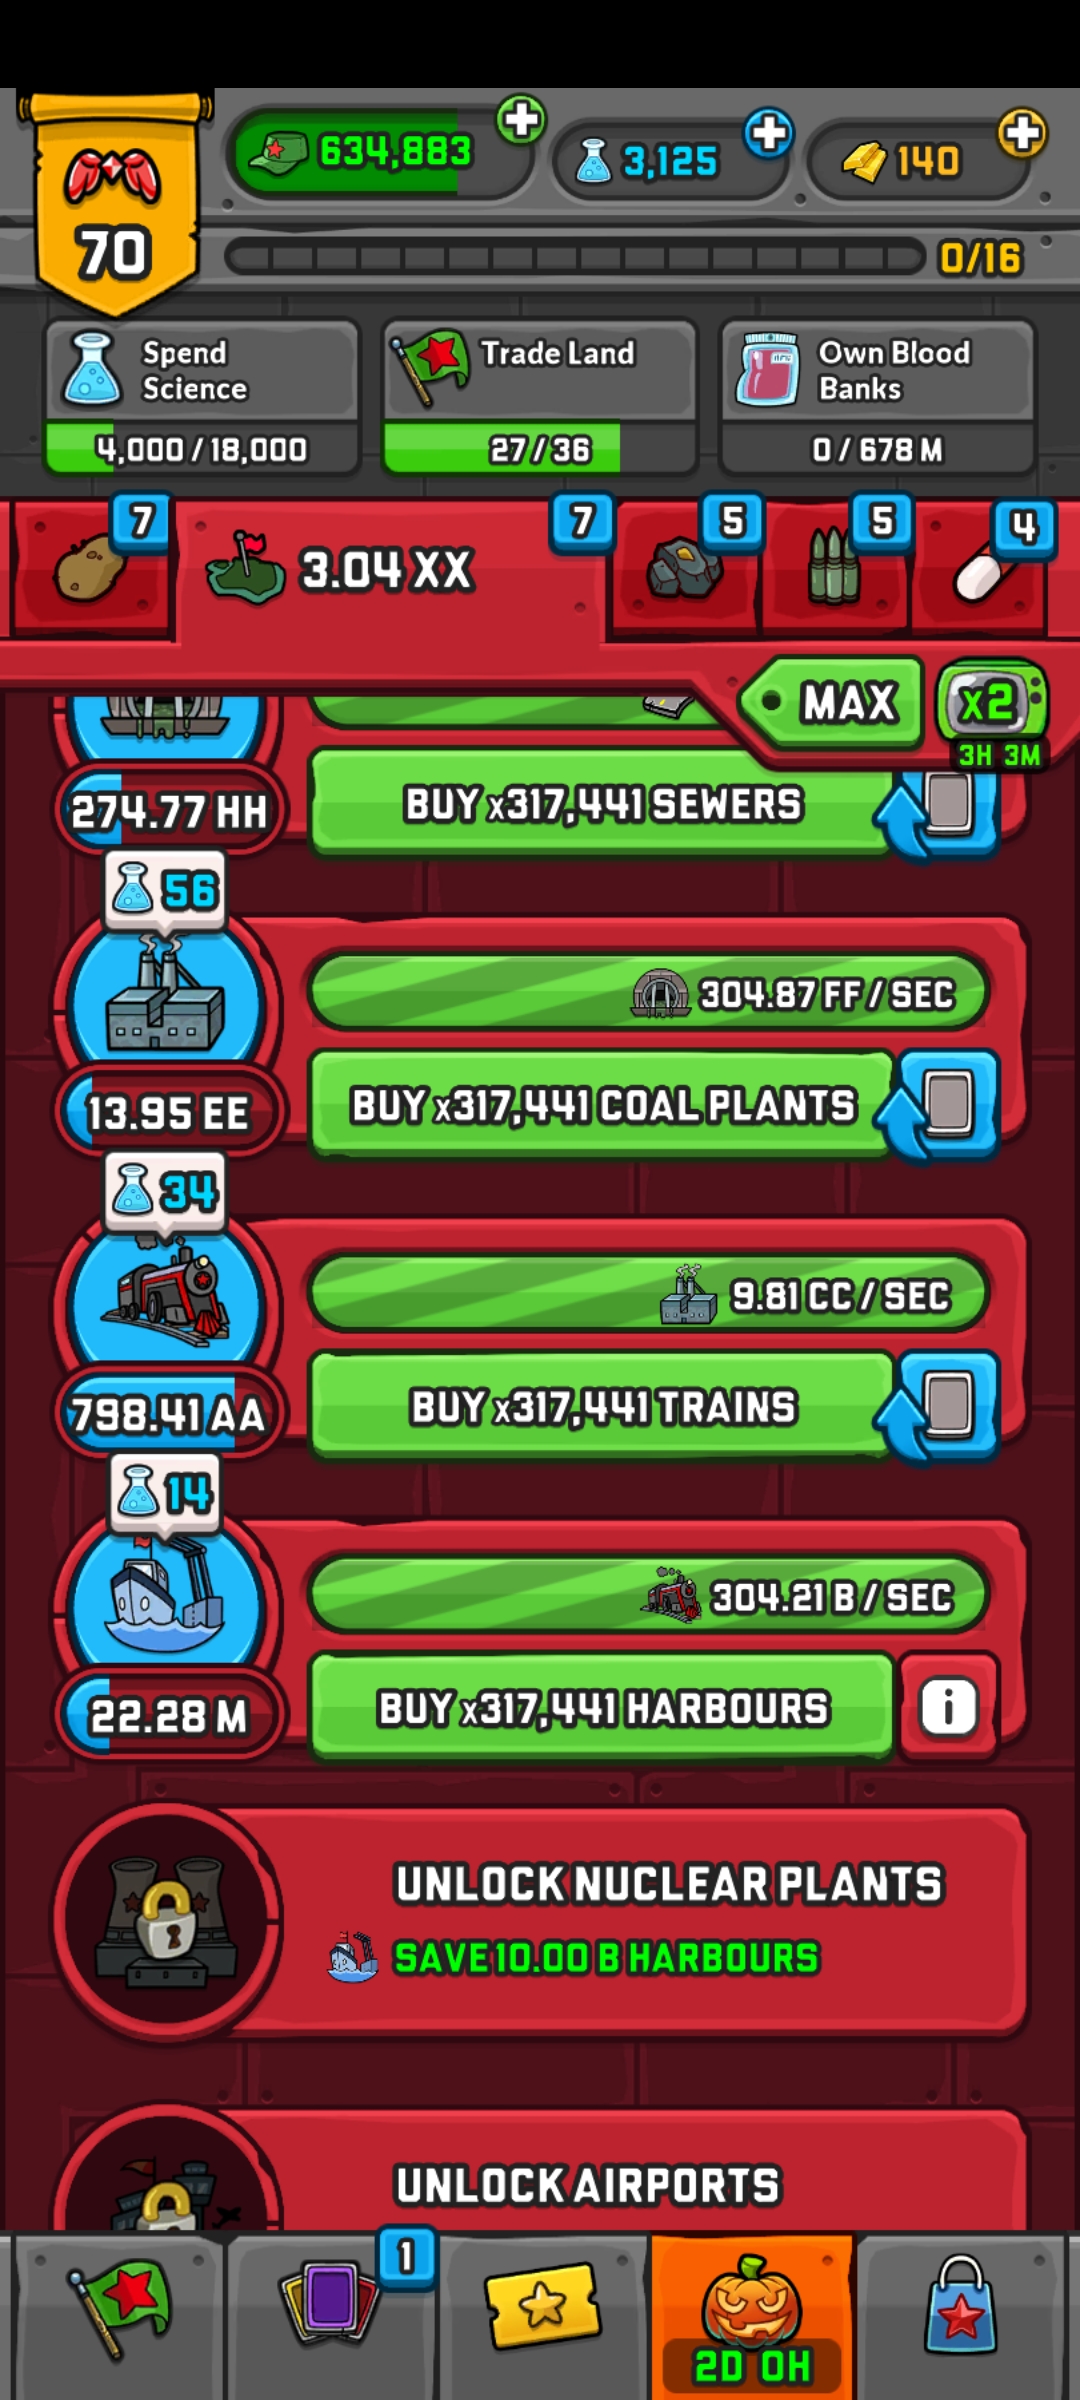 70
634,883
3,125
140
0/16
Spend Science
4,000/18,000
Trade Land
27/36
Own Blood Banks
0/678 M
7
3.04 XX
7
5
5
4
MAX
x2
3H 3M
274.77 HH
BUY x317,441 SEWERS
56
304.87 FF/SEC
13.95 EE
BUY x317,441 COAL PLANTS
34
9.81 CC/SEC
798.41 AA
BUY x317,441 TRAINS
14
304.21 B/SEC
22.28 M
BUY x317,441 HARBOURS
i
UNLOCK NUCLEAR PLANTS
SAVE 10.00 B HARBOURS
UNLOCK AIRPORTS
1
2D 0H